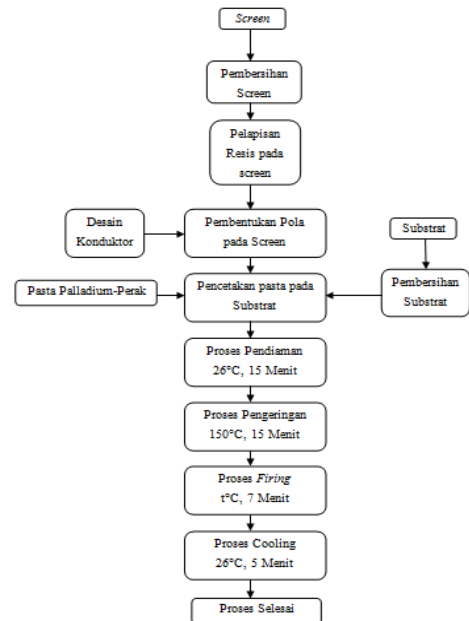 Screen
Pembersihan
Screen
Pelapisan
Resis pada
screen
Desain
Konduktor
Pembentukan Pola
pada Screen
Substrat
Pasta Palladium-Perak
Pencetakan pasta pada
Substrat
Pembersihan
Substrat
Proses Pendiaman
26°C, 15 Menit
Proses Pengeringan
150°C, 15 Menit
Proses Firing
t°C, 7 Menit
Proses Cooling
26°C, 5 Menit
Proses Selesai